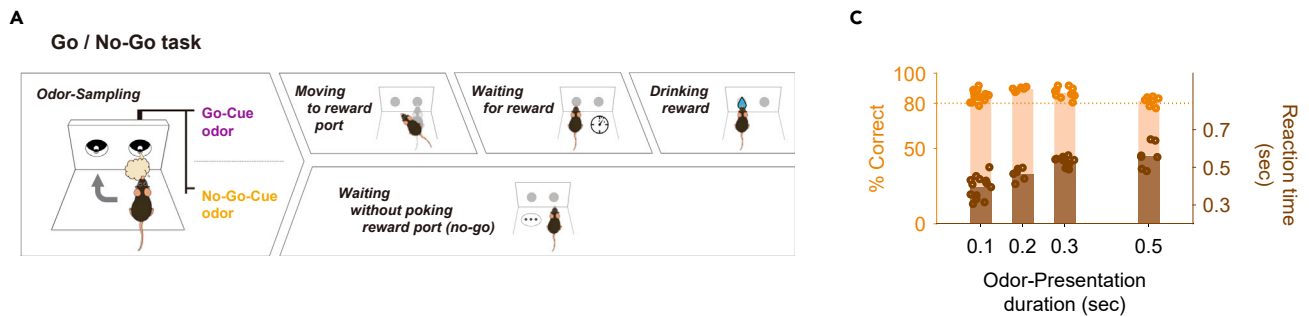 A
Go / No-Go task
Odor-Sampling
Go-Cue
odor
No-Go-Cue
odor
Moving
to reward
port
Waiting
for reward
Drinking
reward
Waiting
without poking
reward port (no-go)
C
% Correct
100
80
50
0
0.7
0.5
0.3
Reaction time
(sec)
0.1 0.2 0.3 0.5
Odor-Presentation
duration (sec)